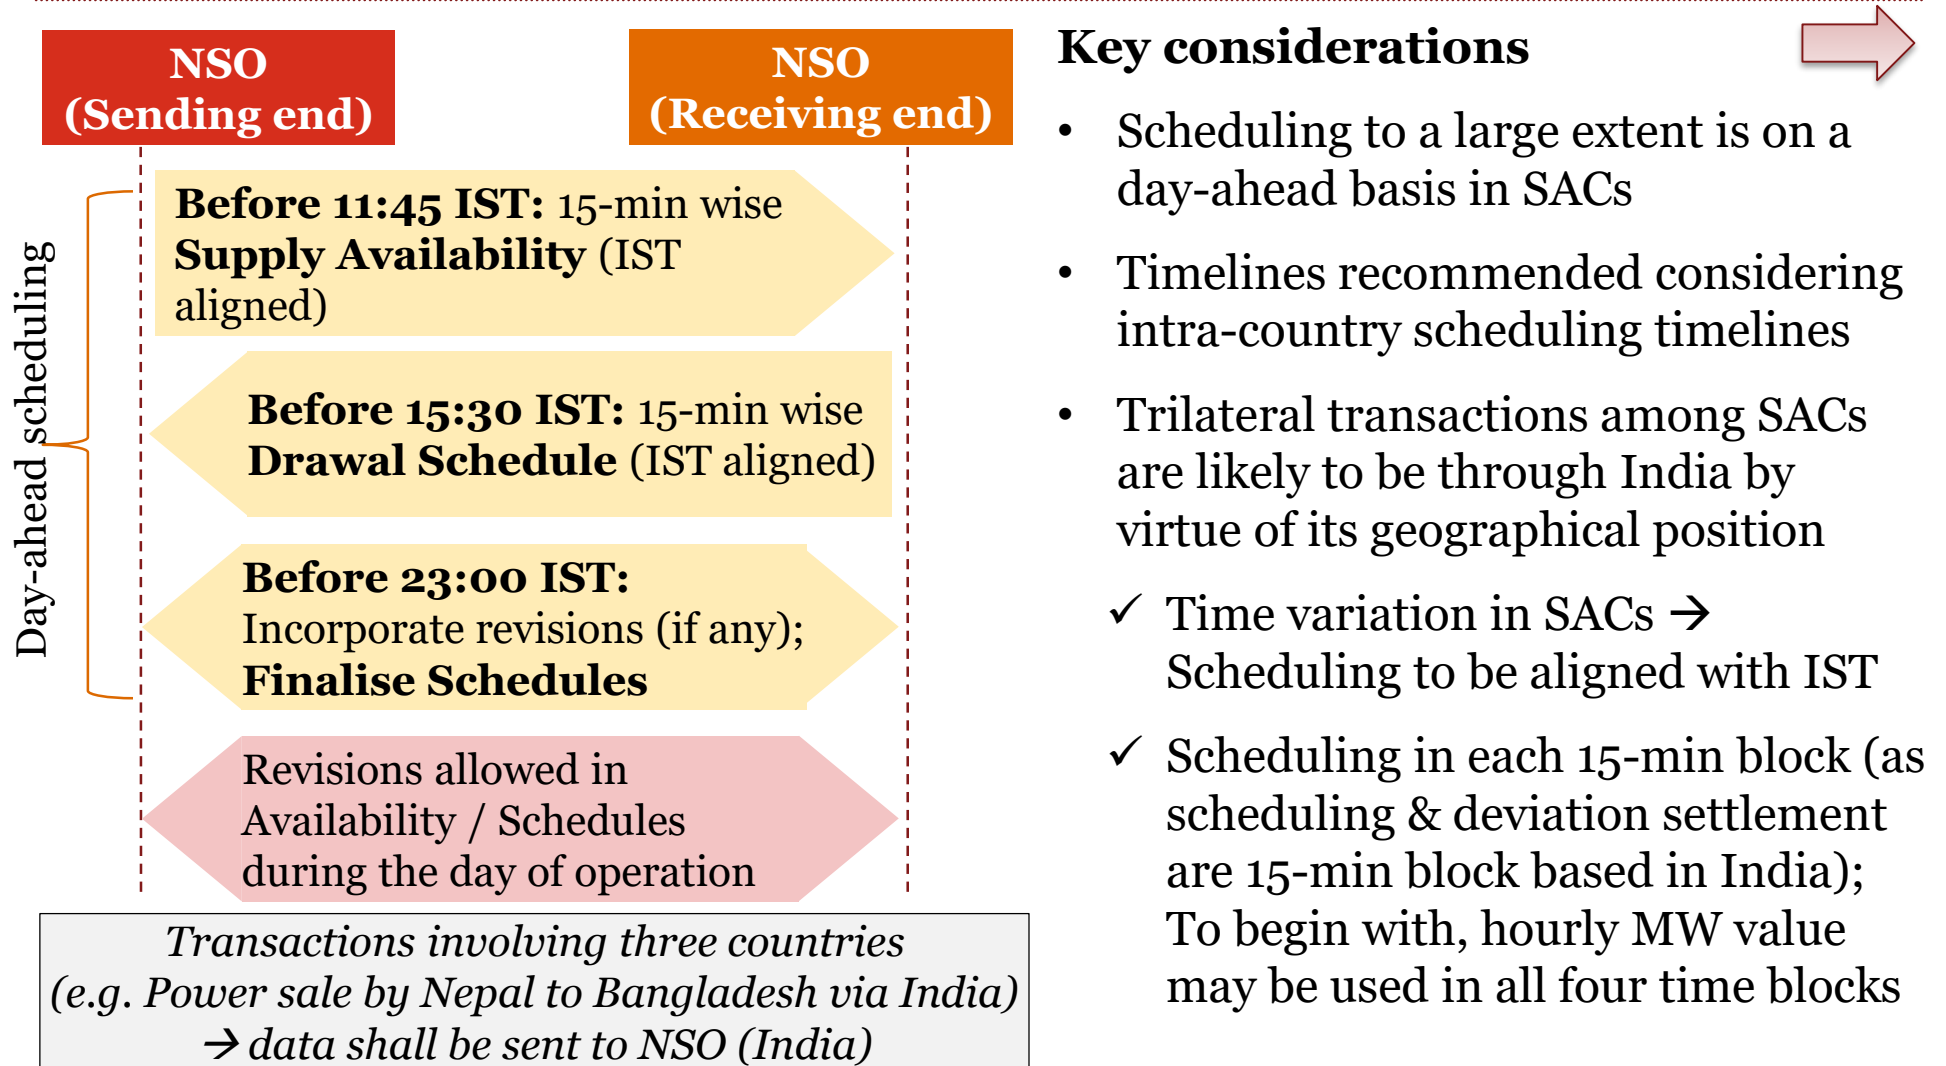 NSO
(Sending end)
NSO
(Receiving end)
Day-ahead scheduling
Before 11:45 IST: 15-min wise
Supply Availability (IST
aligned)
Before 15:30 IST: 15-min wise
Drawal Schedule (IST aligned)
Before 23:00 IST:
Incorporate revisions (if any);
Finalise Schedules
Revisions allowed in
Availability / Schedules
during the day of operation
Transactions involving three countries
(e.g. Power sale by Nepal to Bangladesh via India)
→ data shall be sent to NSO (India)
Key considerations
• Scheduling to a large extent is on a
day-ahead basis in SACs
• Timelines recommended considering
intra-country scheduling timelines
• Trilateral transactions among SACs
are likely to be through India by
virtue of its geographical position
✓ Time variation in SACs →
Scheduling to be aligned with IST
✓ Scheduling in each 15-min block (as
scheduling & deviation settlement
are 15-min block based in India);
To begin with, hourly MW value
may be used in all four time blocks